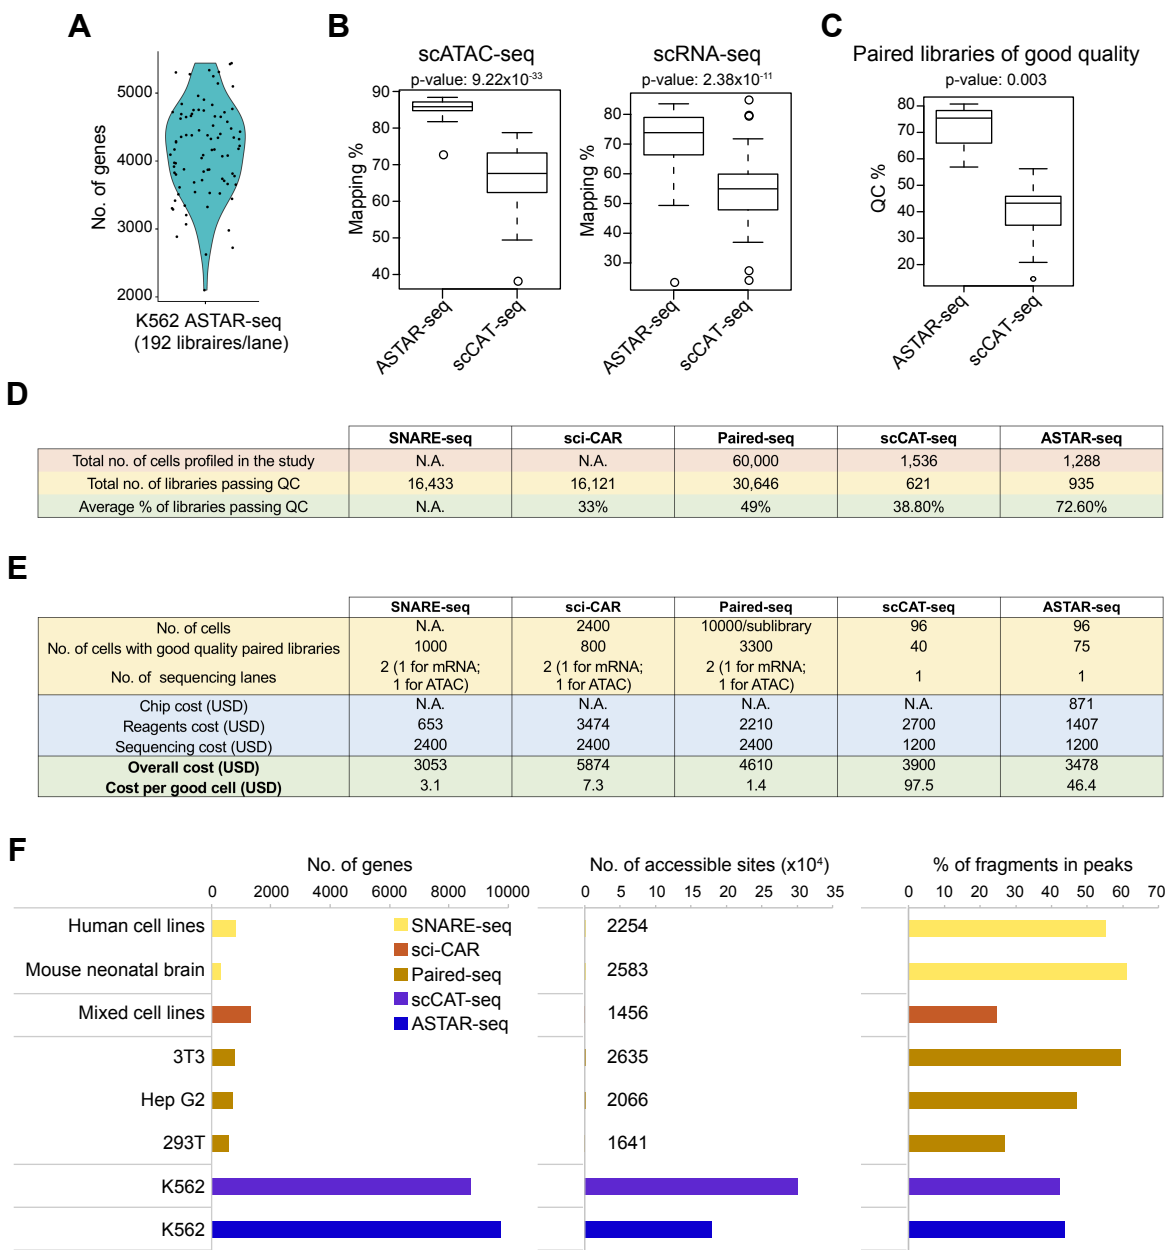 A
No. of genes
5000
4000
3000
2000
K562 ASTAR-seq
(192 libraires/lane)
B
scATAC-seq
p-value: 9.22x10-33
Mapping %
90
80
70
60
50
40
ASTAR-seq
scCAT-seq
scRNA-seq
p-value: 2.38x10-11
Mapping %
80
70
60
50
40
30
ASTAR-seq
scCAT-seq
C
Paired libraries of good quality
p-value: 0.003
QC %
80
70
60
50
40
30
20
ASTAR-seq
scCAT-seq
D
SNARE-seq sci-CAR Paired-seq scCAT-seq ASTAR-seq
Total no. of cells profiled in the study N.A. N.A. 60,000 1,536 1,288
Total no. of libraries passing QC 16,433 16,121 30,646 621 935
Average % of libraries passing QC N.A. 33% 49% 38.80% 72.60%
E
SNARE-seq sci-CAR Paired-seq scCAT-seq ASTAR-seq
No. of cells N.A. 2400 10000/sublibrary 96 96
No. of cells with good quality paired libraries 1000 800 3300 40 75
No. of sequencing lanes 2 (1 for mRNA; 1 for ATAC) 2 (1 for mRNA; 1 for ATAC) 2 (1 for mRNA; 1 for ATAC) 1 1
Chip cost (USD) N.A. N.A. N.A. N.A. 871
Reagents cost (USD) 653 3474 2210 2700 1407
Sequencing cost (USD) 2400 2400 2400 1200 1200
Overall cost (USD) 3053 5874 4610 3900 3478
Cost per good cell (USD) 3.1 7.3 1.4 97.5 46.4
F
No. of genes No. of accessible sites (x10⁴) % of fragments in peaks
0 2000 4000 6000 8000 10000 0 5 10 15 20 25 30 35 0 10 20 30 40 50 60 70
Human cell lines 2254
Mouse neonatal brain 2583
Mixed cell lines 1456
3T3 2635
Hep G2 2066
293T 1641
K562
K562
SNARE-seq
sci-CAR
Paired-seq
scCAT-seq
ASTAR-seq